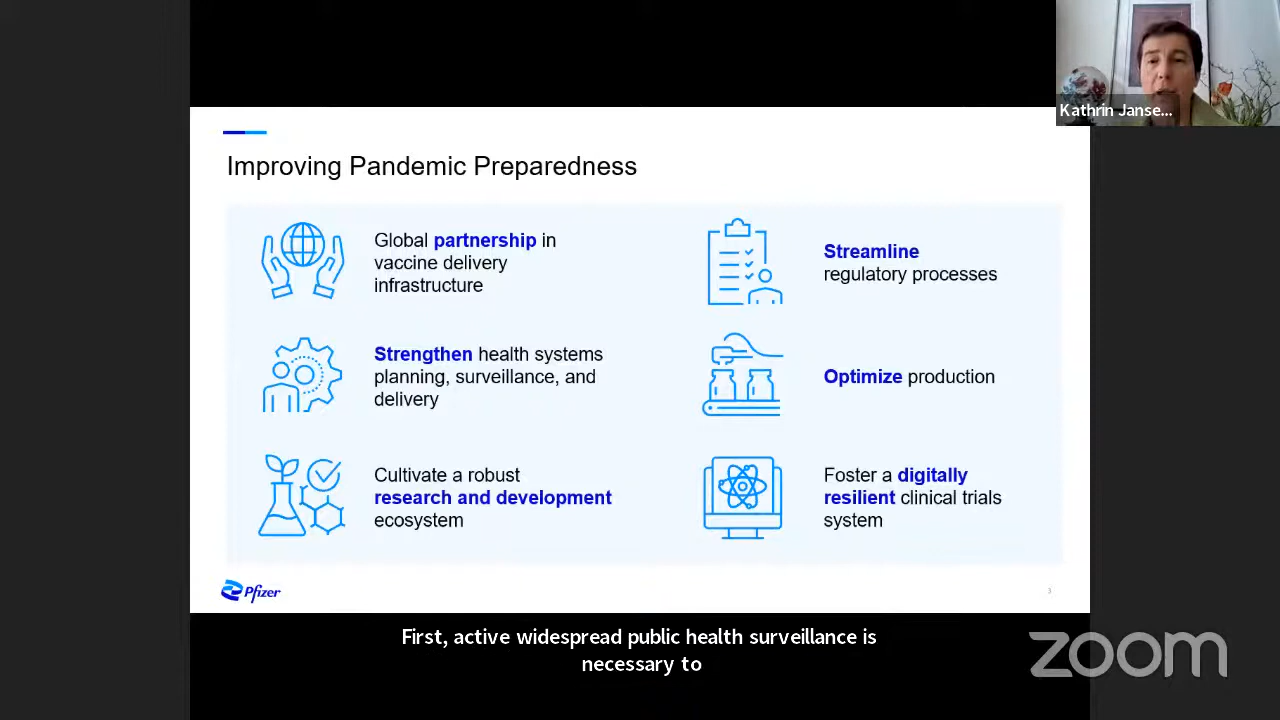 Kathrin Janse...
Improving Pandemic Preparedness
Global partnership in
vaccine delivery
infrastructure
Streamline
regulatory processes
Strengthen health systems
planning, surveillance, and
delivery
Optimize production
Cultivate a robust
research and development
ecosystem
Foster a digitally
resilient clinical trials
system
Pfizer
3
First, active widespread public health surveillance is
necessary to
zoom